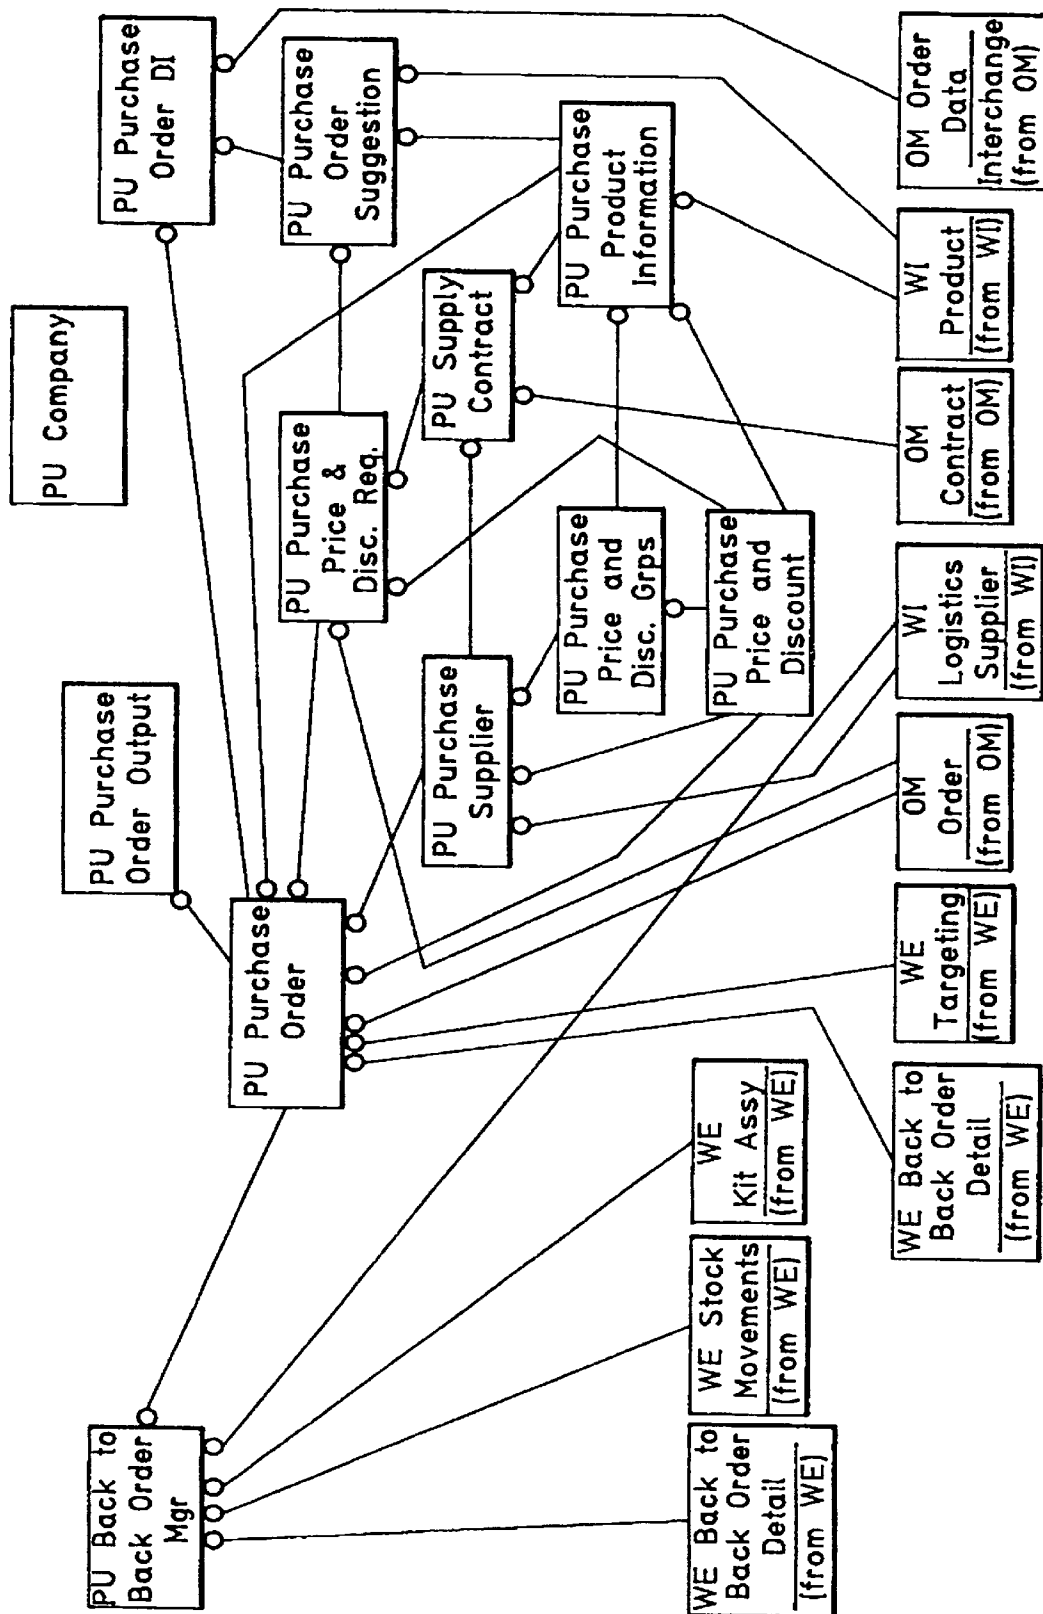 PU Company
PU Purchase
Order Output
PU Purchase
Order DI
PU Back to
Back Order
Mgr
PU Purchase
Order
PU Purchase
Price &
Disc. Req.
PU Purchase
Order
Suggestion
PU Purchase
Supplier
PU Supply
Contract
PU Purchase
Price and
Disc. Grps
PU Purchase
Product
Information
PU Purchase
Price and
Discount
WE Back to
Back Order
Detail
(from WE)
WE Stock
Movements
(from WE)
WE
Kit Assy
(from WE)
WE Back to
Back Order
Detail
(from WE)
WE
Targeting
(from WE)
OM
Order
(from OM)
WI
Logistics
Supplier
(from WI)
OM
Contract
(from OM)
WI
Product
(from WI)
OM Order
Data
Interchange
(from OM)